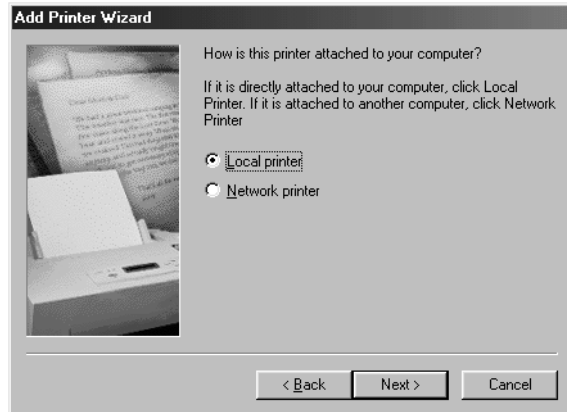 Add Printer Wizard
How is this printer attached to your computer?
If it is directly attached to your computer, click Local
Printer. If it is attached to another computer, click Network
Printer
Local printer
Network printer
< Back
Next >
Cancel